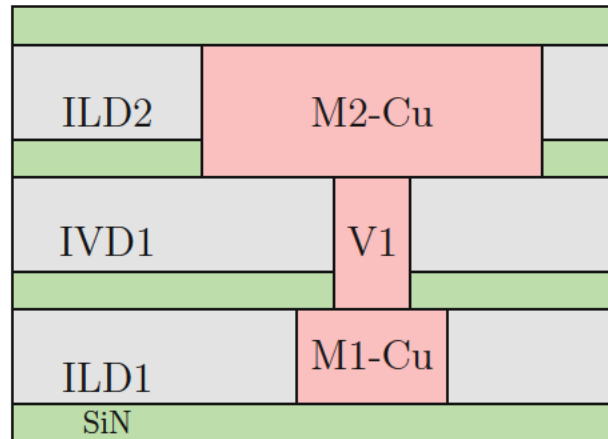 ILD2 M2-Cu
IVD1 V1
M1-Cu
ILD1
SiN